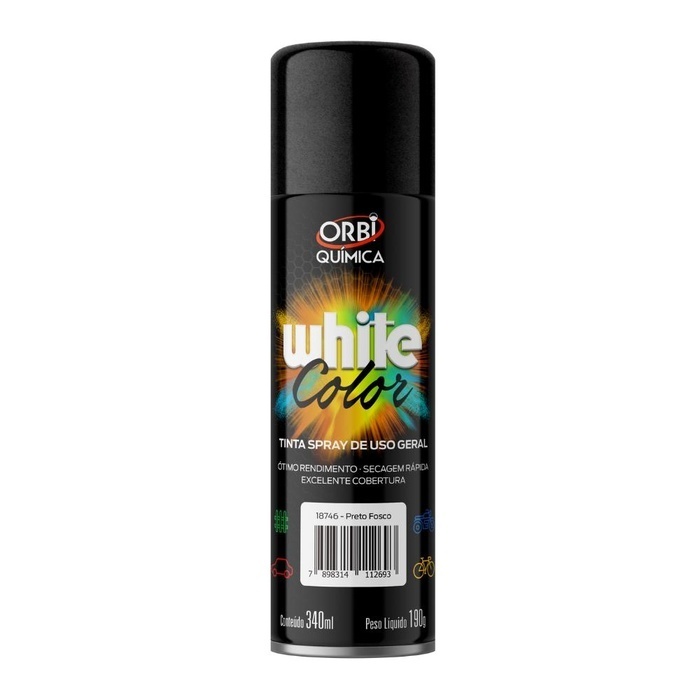 ORBI
QUÍMICA
white
Color
TINTA SPRAY DE USO GERAL
ÓTIMO RENDIMENTO · SECAGEM RÁPIDA
EXCELENTE COBERTURA
18746 - Preto Fosco
7 898314 112693
Conteúdo 340ml Peso Líquido 190g